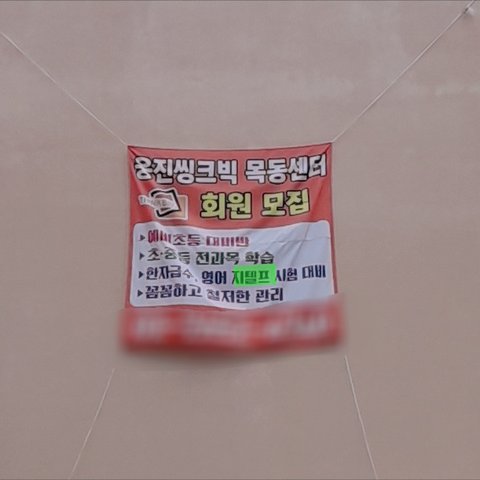 웅진씽크빅 목동센터
회원 모집
▸예비초등 대비반
▸초·중등 전과목 학습
▸한자급수, 영어 지텔프 시험 대비
▸꼼꼼하고 철저한 관리